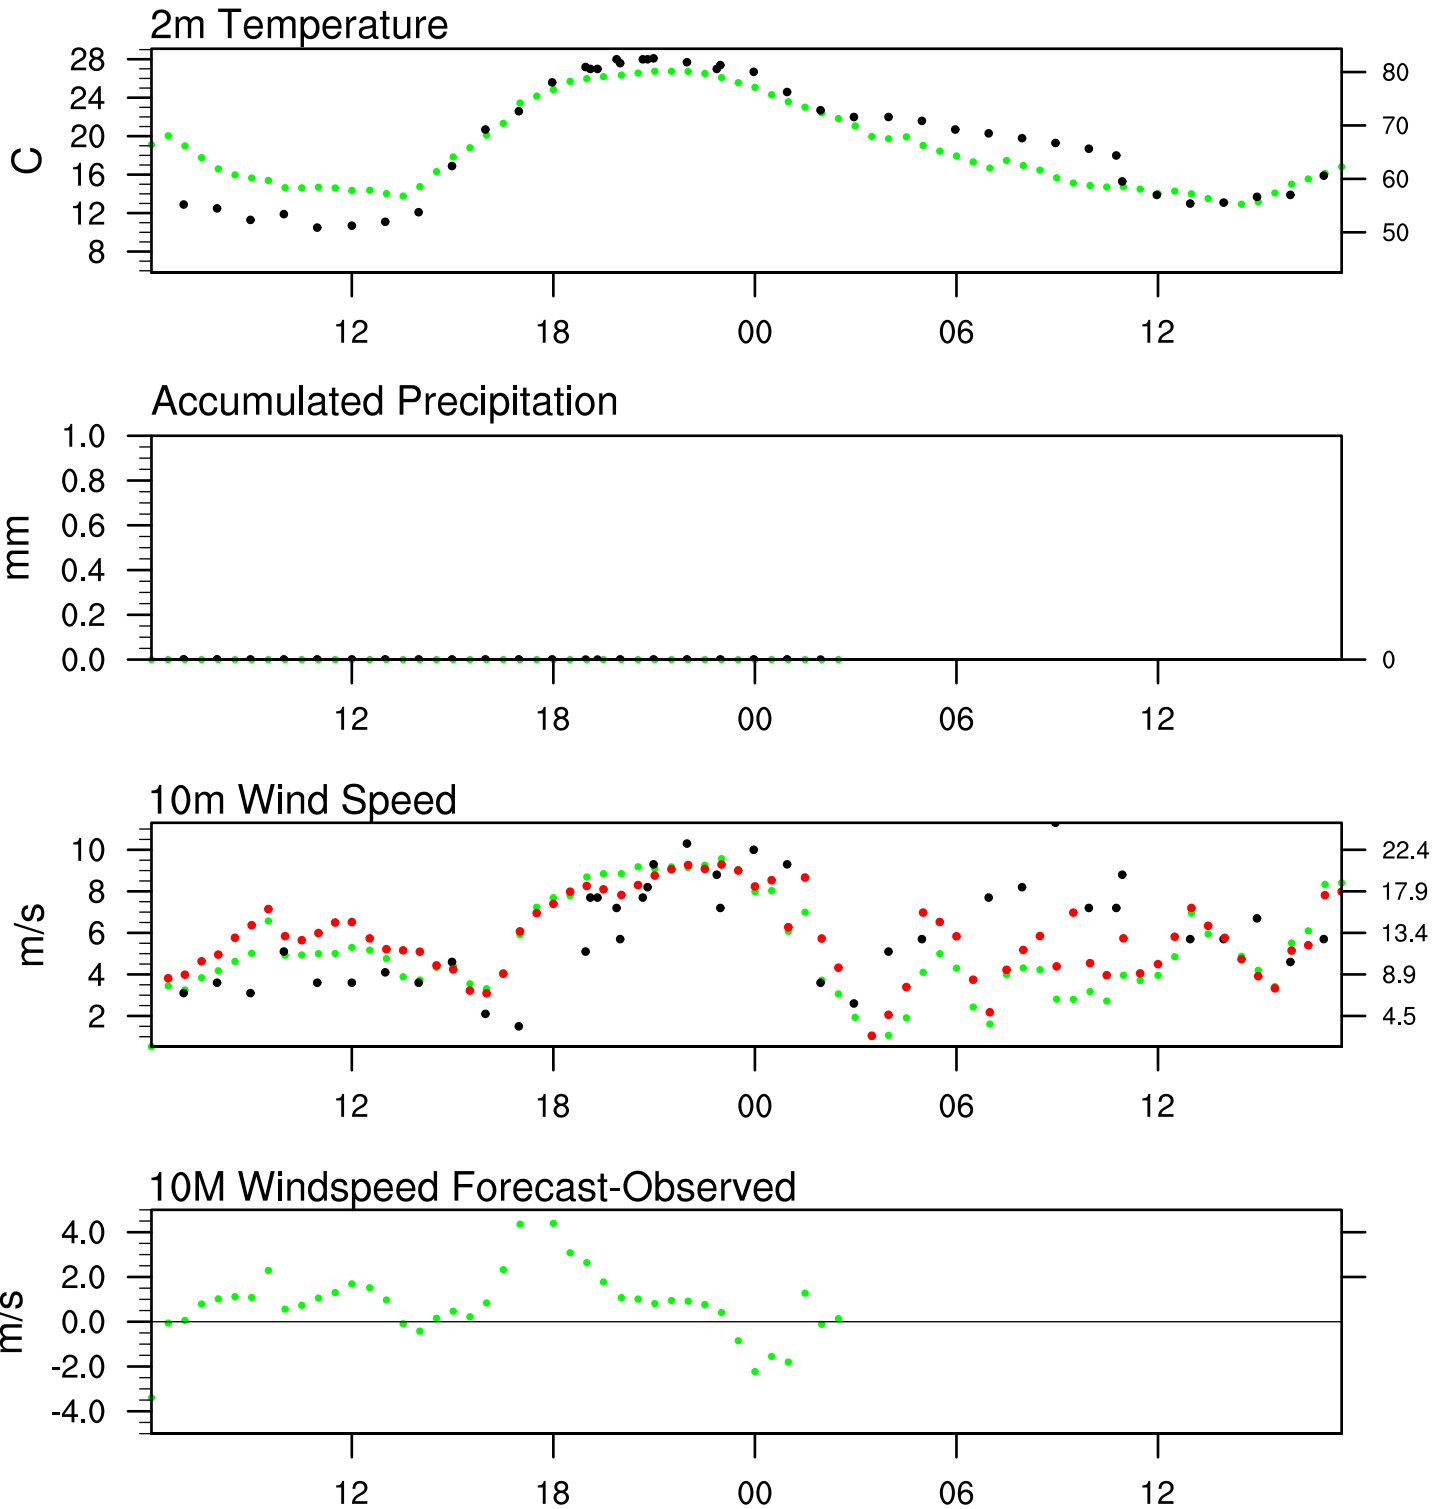 2m Temperature
28
24
20
16
12
8
C
80
70
60
50
12 18 00 06 12
Accumulated Precipitation
1.0
0.8
0.6
0.4
0.2
0.0
mm
0
12 18 00 06 12
10m Wind Speed
10
8
6
4
2
m/s
22.4
17.9
13.4
8.9
4.5
12 18 00 06 12
10M Windspeed Forecast-Observed
4.0
2.0
0.0
-2.0
-4.0
m/s
12 18 00 06 12